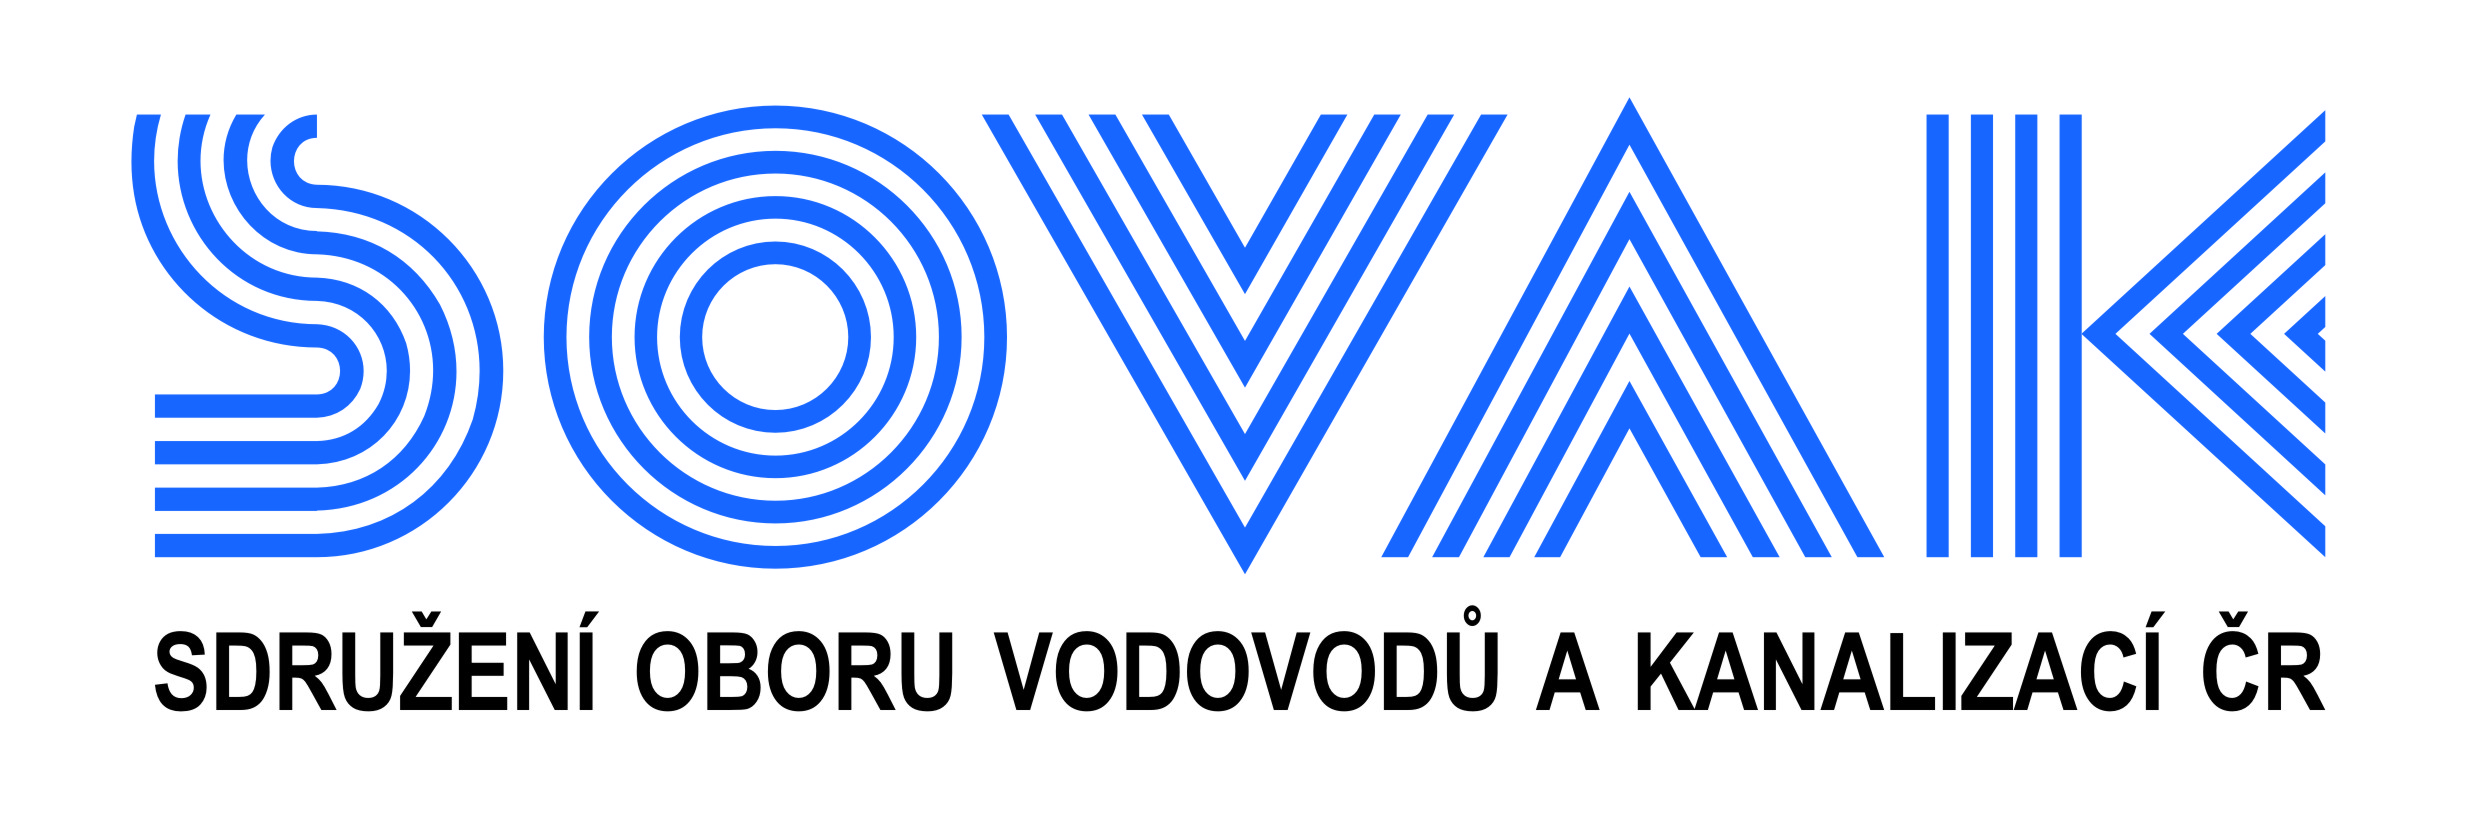 SOVAK
SDRUŽENÍ OBORU VODOVODŮ A KANALIZACÍ ČR